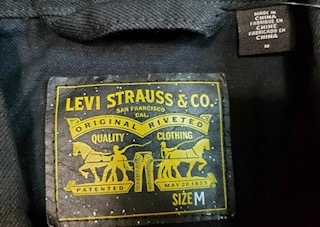 MADE IN
CHINA
FABRIQUE EN
CHINE
FABRICADO EN
CHINA
M
LEVI STRAUSS & CO.
SAN FRANCISCO
CAL.
ORIGINAL RIVETED
QUALITY CLOTHING
PATENTED MAY 20 1873
SIZE M